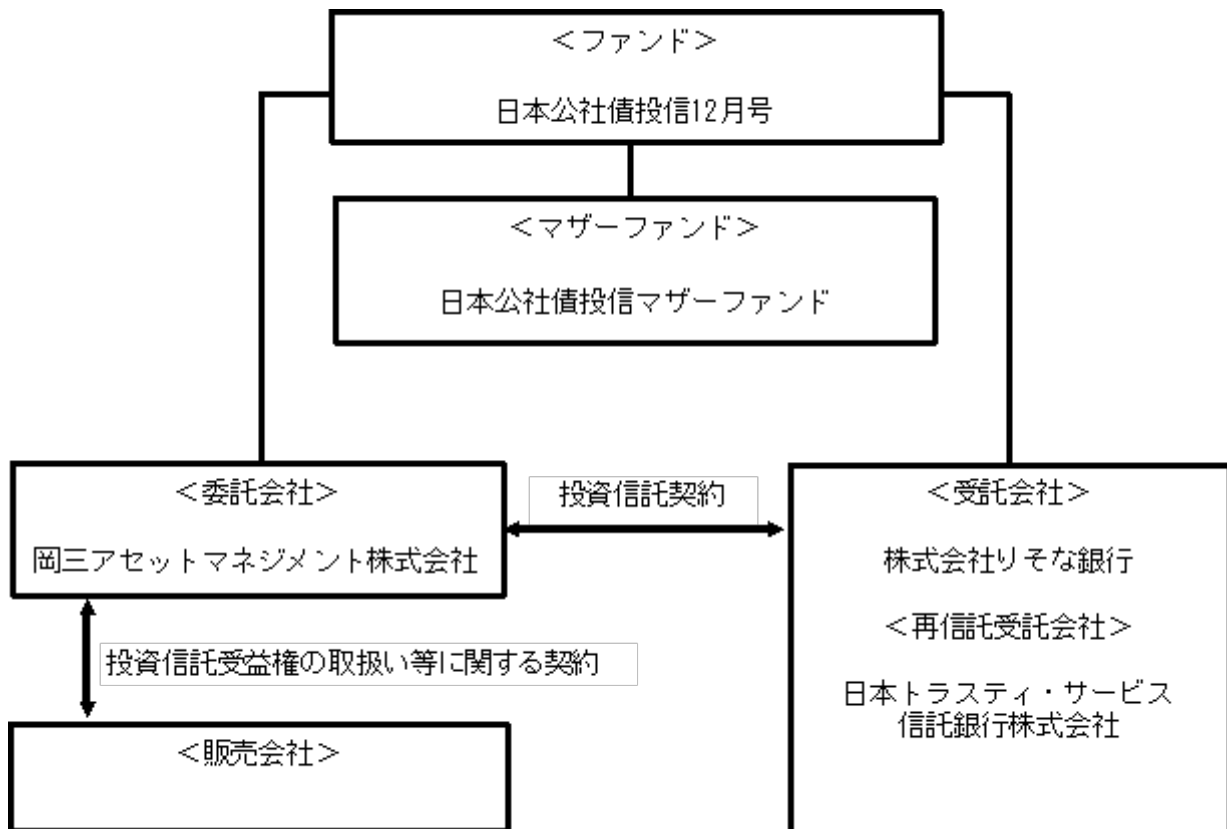 ＜ファンド＞
日本公社債投信12月号
＜マザーファンド＞
日本公社債投信マザーファンド
＜委託会社＞
岡三アセットマネジメント株式会社
投資信託契約
＜受託会社＞
株式会社りそな銀行
＜再信託受託会社＞
日本トラスティ・サービス
信託銀行株式会社
投資信託受益権の取扱い等に関する契約
＜販売会社＞